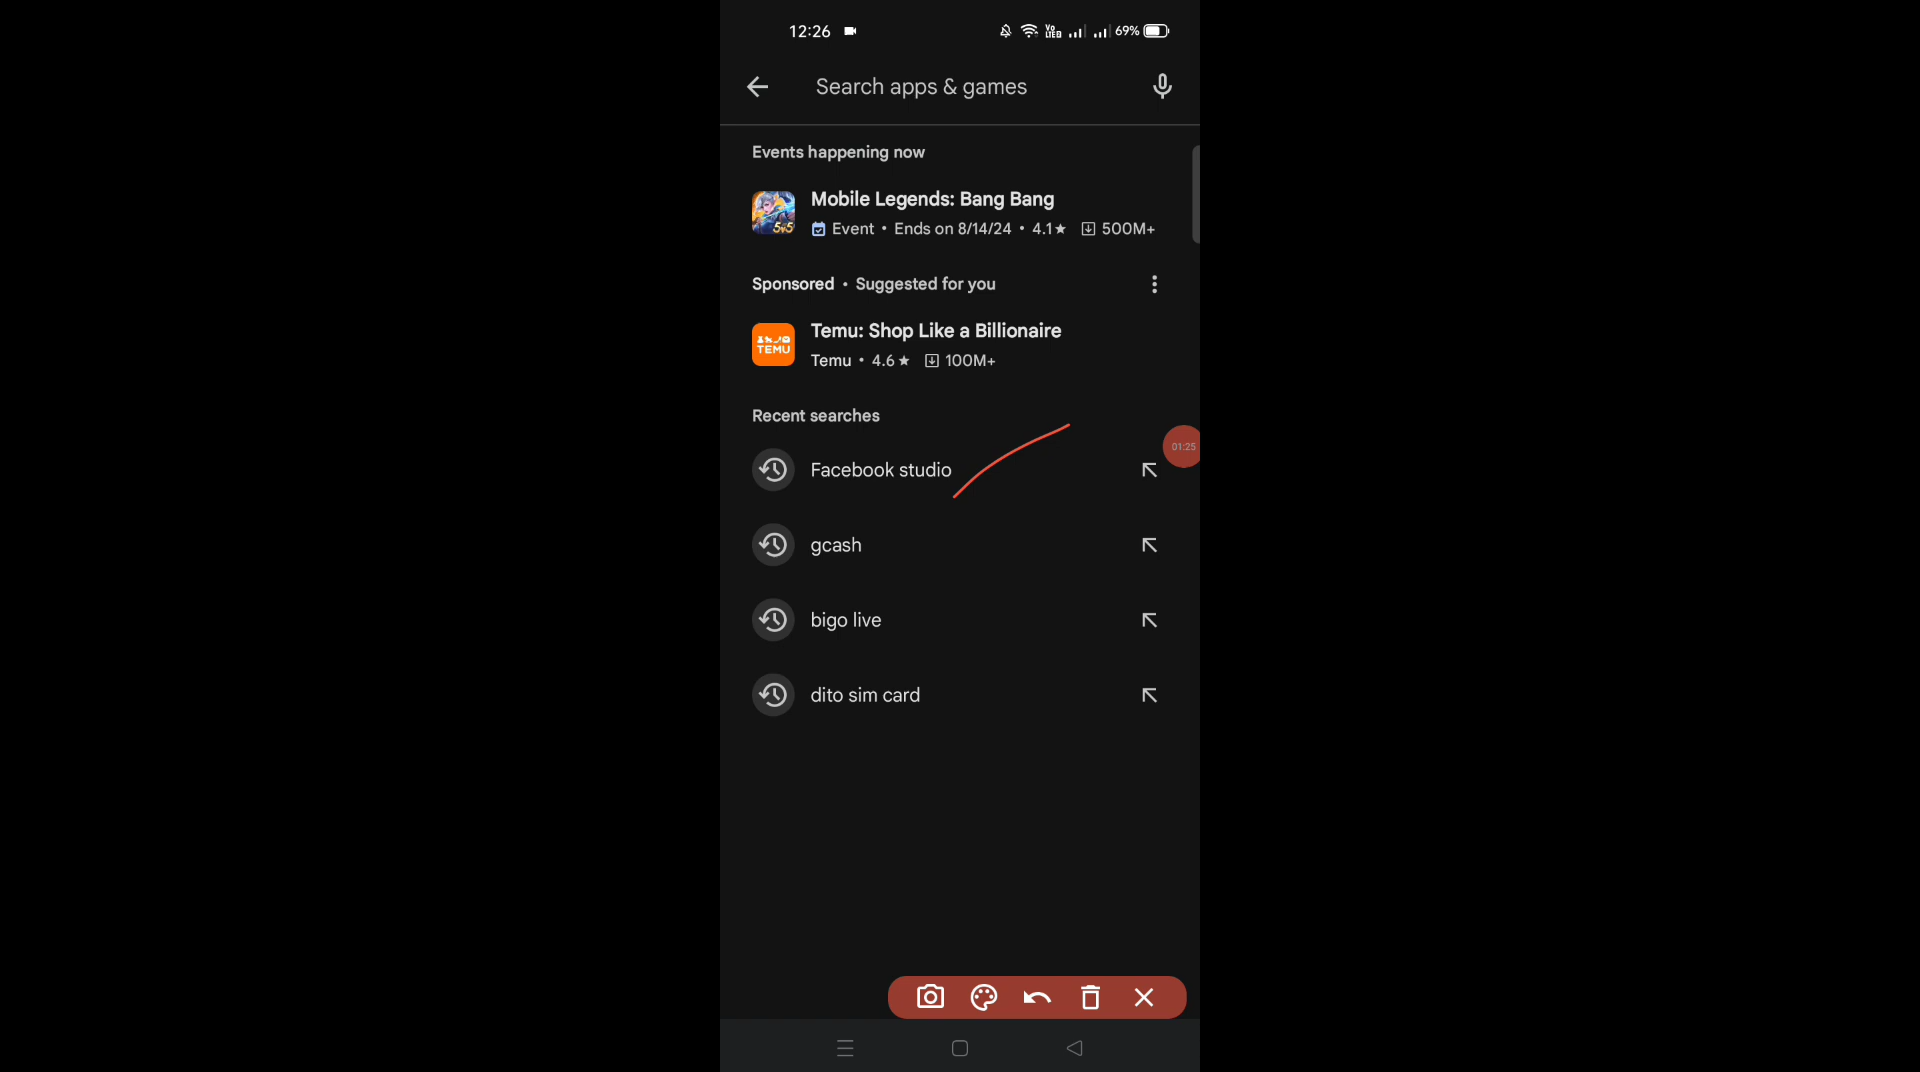 12:26 69%
Search apps & games
Events happening now
Mobile Legends: Bang Bang
Event • Ends on 8/14/24 • 4.1★ 500M+
Sponsored • Suggested for you
Temu: Shop Like a Billionaire
TEMU
Temu • 4.6★ 100M+
Recent searches
01:25
Facebook studio
gcash
bigo live
dito sim card